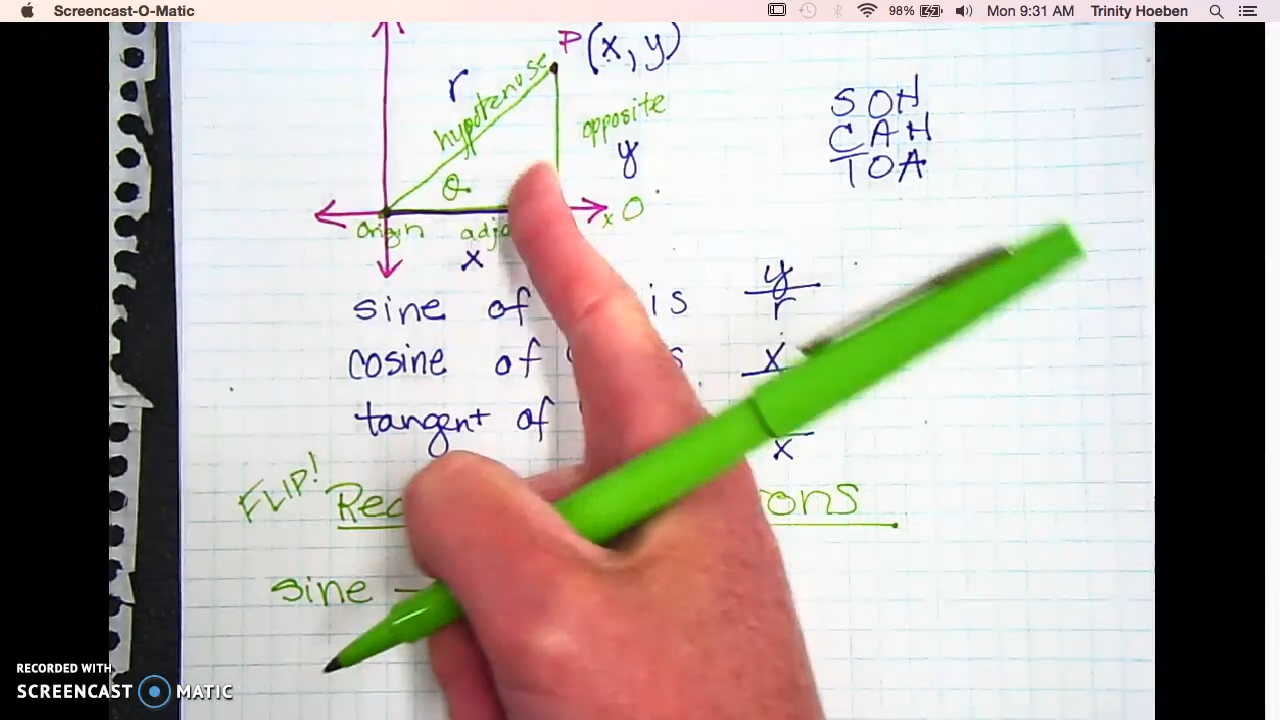 Screencast-O-Matic 98% Mon 9:31 AM Trinity Hoeben
P(x, y)
r
hypotenuse
opposite
y
SOH
CAH
TOA
θ
x
origin
x
sine of is y/r
cosine of x
tangent of x
FLIP!
sine
RECORDED WITH
SCREENCAST MATIC